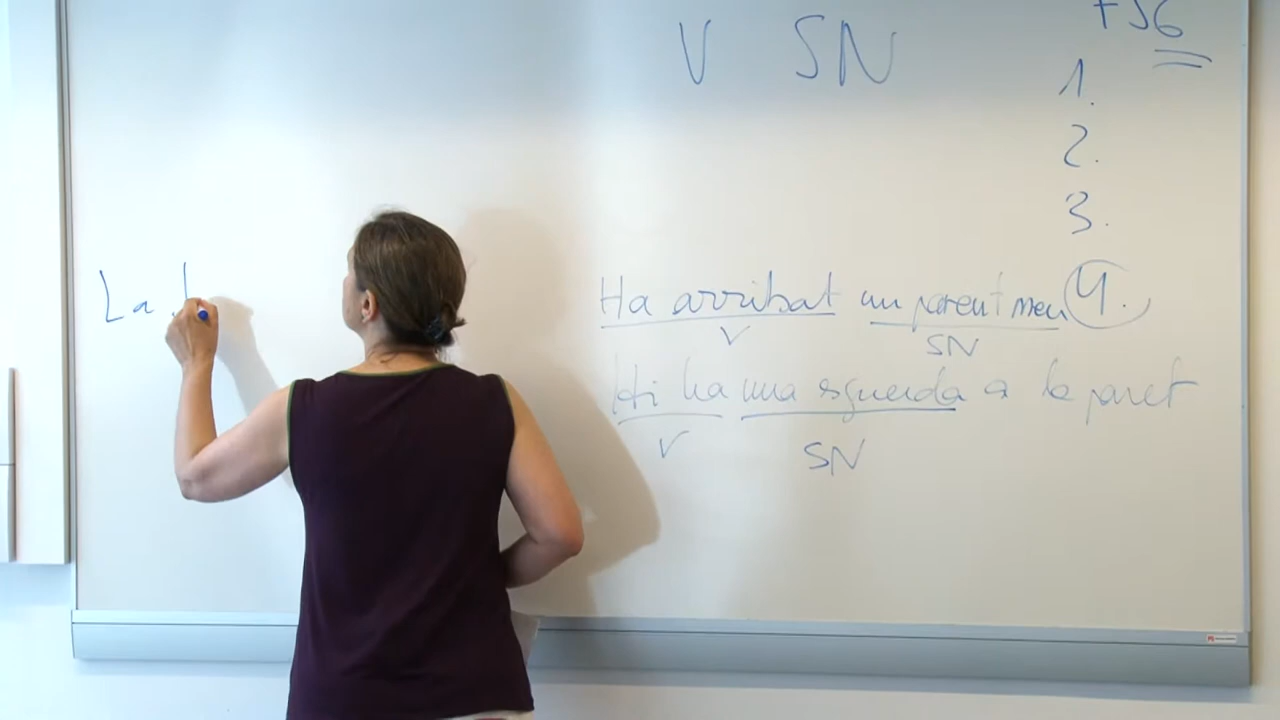 V SN
FSG
1.
2.
3.
Ha arribat un parent meu 4.
V SN
Hi ha una esquerda a la paret
V SN
La